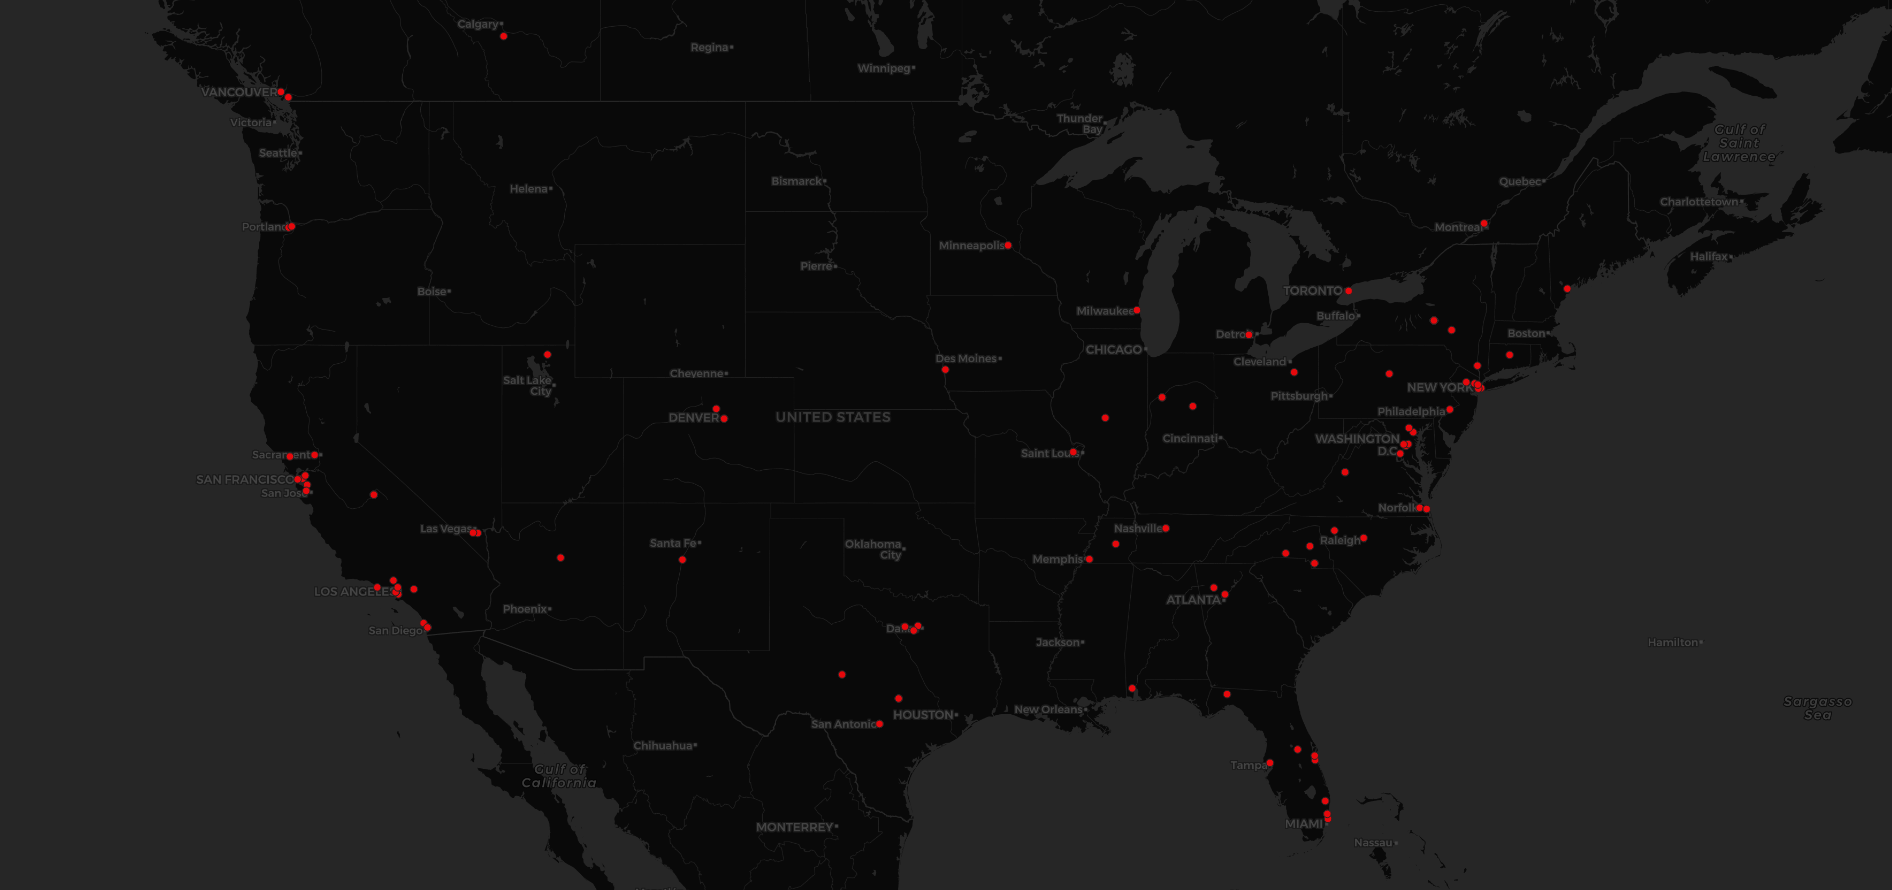 Calgary
Regina
Winnipeg
VANCOUVER
Victoria
Thunder
Bay
Gulf of
Saint
Lawrence
Seattle
Helena
Bismarck
Quebec
Charlottetown
Portland
Montreal
Minneapolis
Halifax
Pierre
Boise
TORONTO
Milwaukee
Buffalo
Detroit
Boston
CHICAGO
Des Moines
Cleveland
Cheyenne
Salt Lake
City
NEW YORK
Pittsburgh
DENVER
UNITED STATES
Philadelphia
Cincinnati
WASHINGTON
D.C.
Sacramento
Saint Louis
SAN FRANCISCO
San Jose
Norfolk
Las Vegas
Nashville
Santa Fe
Oklahoma
City
Raleigh
Memphis
LOS ANGELES
Phoenix
ATLANTA
San Diego
Dallas
Jackson
Hamilton
Sargasso
Sea
New Orleans
HOUSTON
San Antonio
Chihuahua
Gulf of
California
Tampa
MONTERREY
MIAMI
Nassau